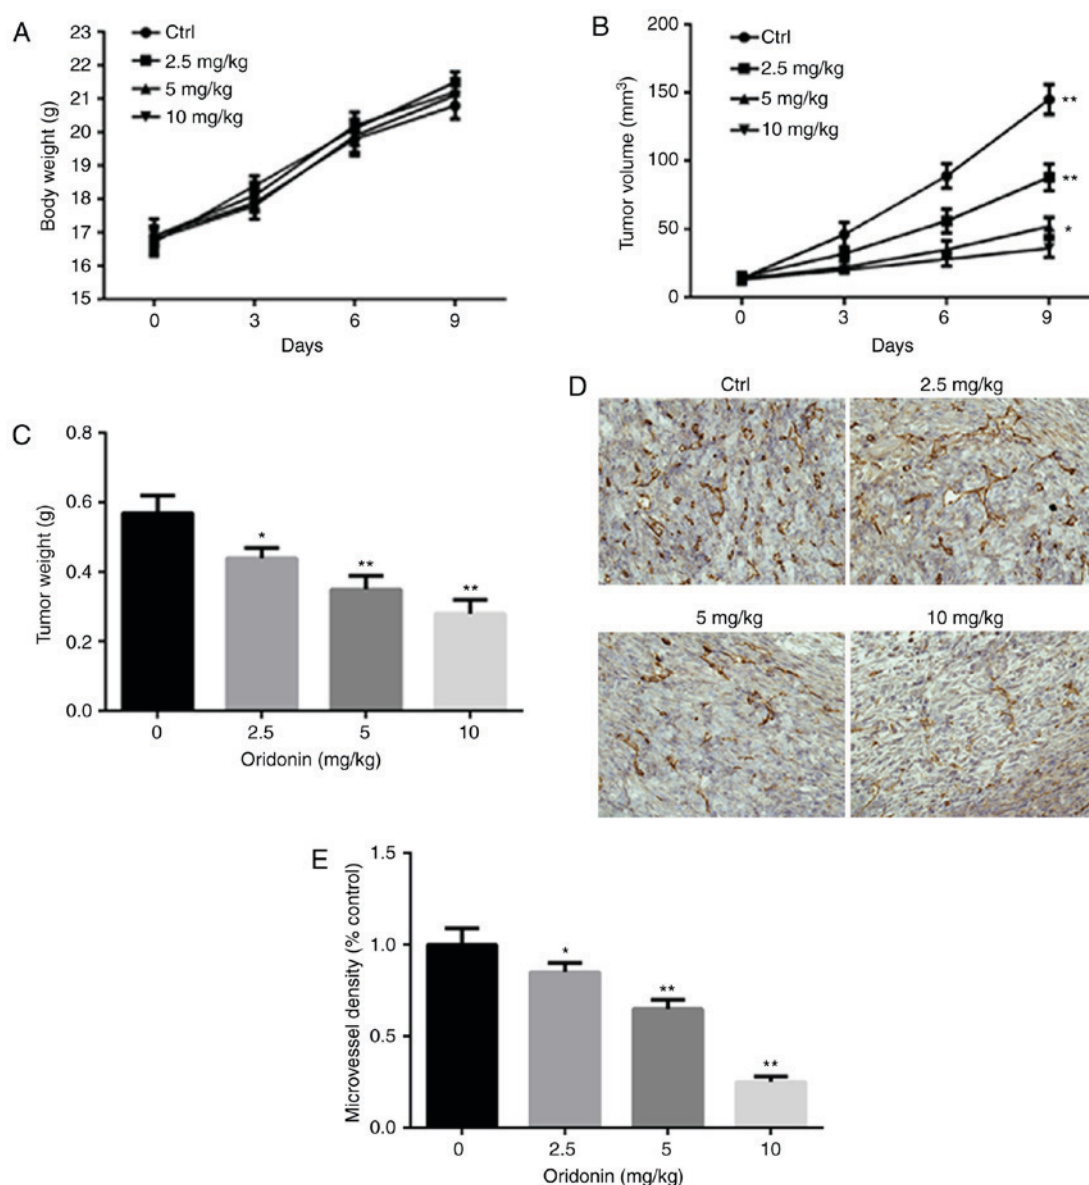 A
Ctrl
2.5 mg/kg
5 mg/kg
10 mg/kg
Body weight (g)
22
21
20
19
18
17
16
15
0 3 6 9
Days
B
Ctrl
2.5 mg/kg
5 mg/kg
10 mg/kg
Tumor volume (mm³)
200
150
100
50
0
**
**
*
0 3 6 9
Days
C
Tumor weight (g)
0.8
0.6
0.4
0.2
0.0
* ** **
0 2.5 5 10
Oridonin (mg/kg)
D
Ctrl 2.5 mg/kg
5 mg/kg 10 mg/kg
E
Microvessel density (% control)
1.5
1.0
0.5
0.0
* ** **
0 2.5 5 10
Oridonin (mg/kg)